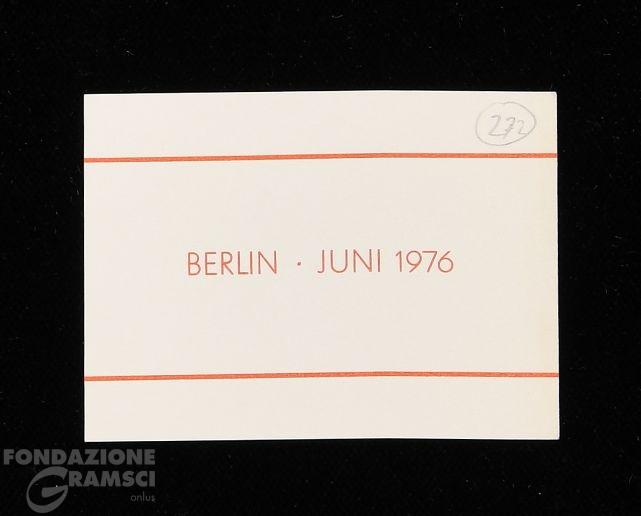 272
BERLIN · JUNI 1976
FONDAZIONE
GRAMSCI
onlus